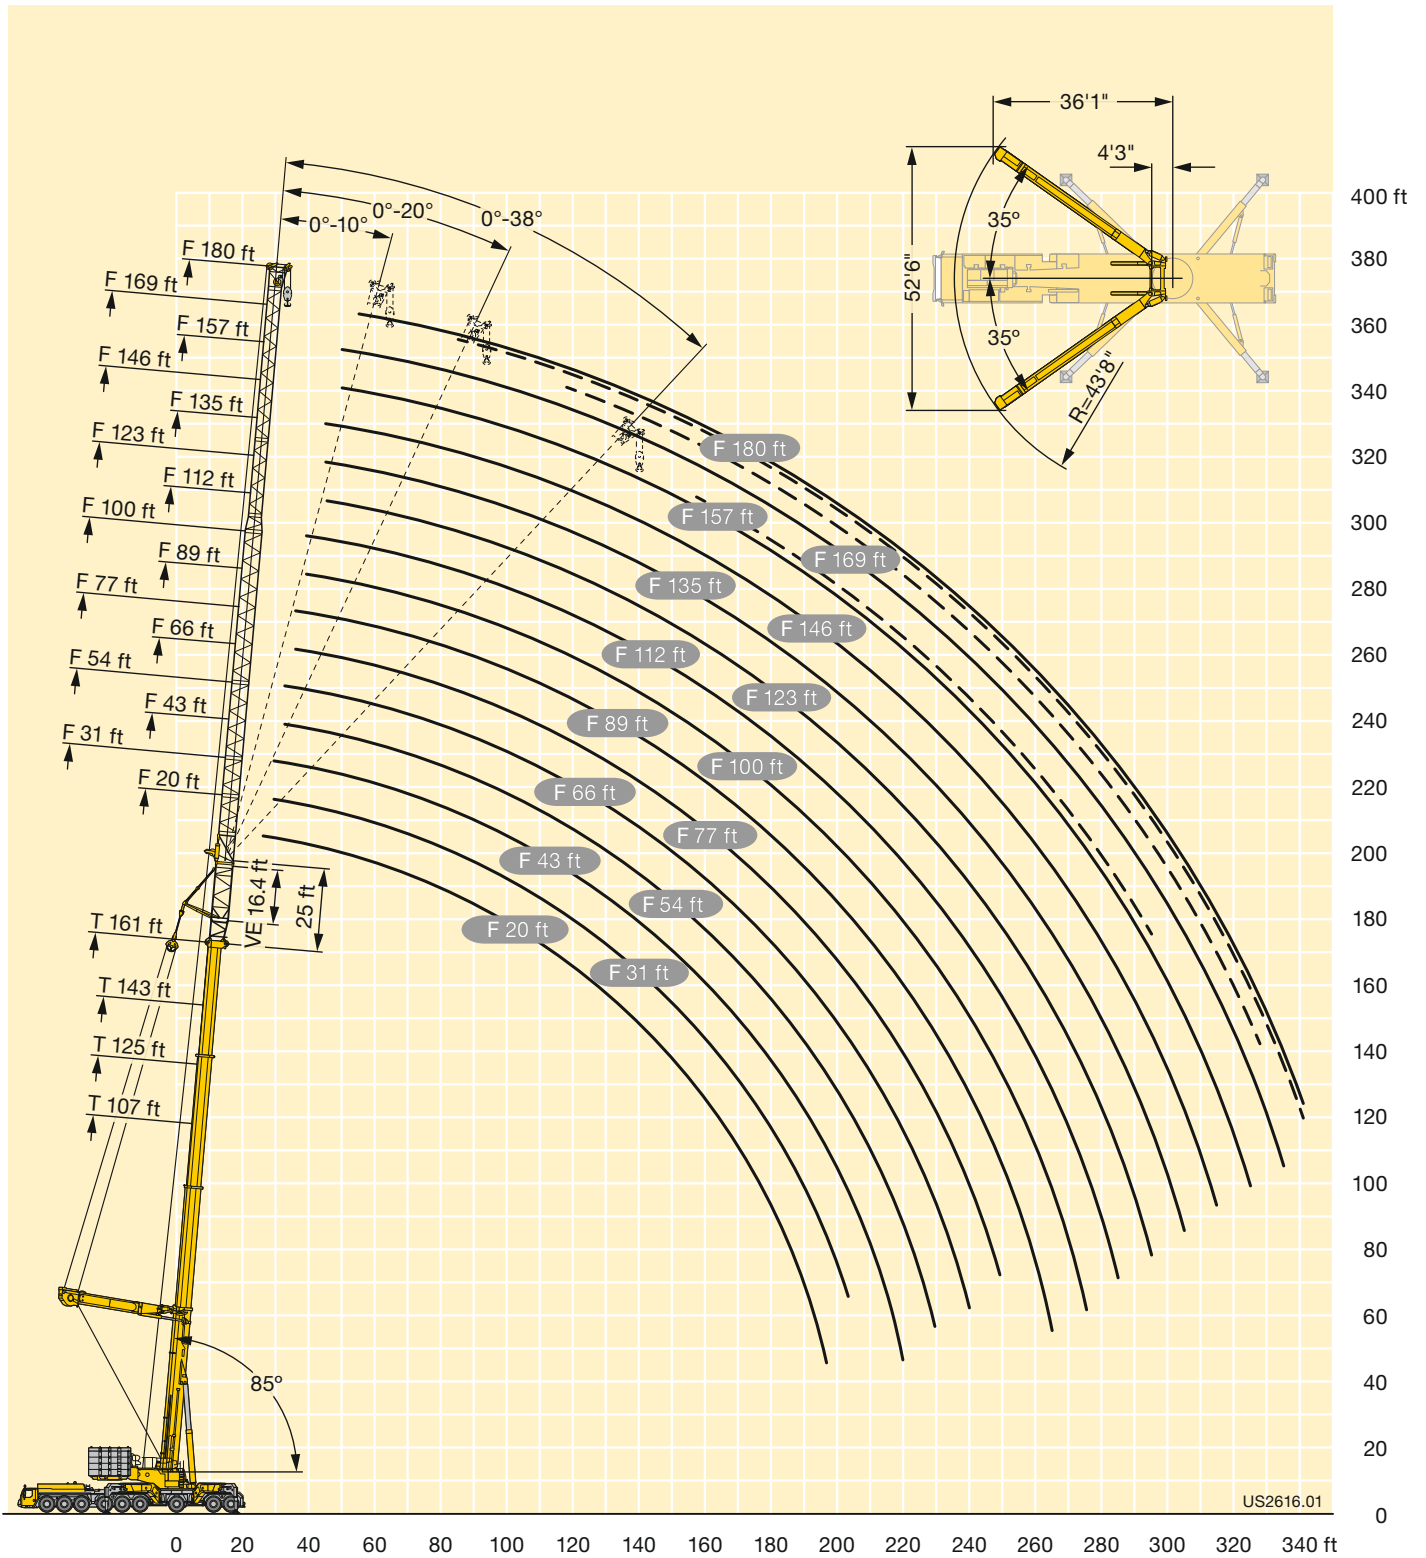 36'1"
4'3"
400 ft
0°-10°
0°-20°
0°-38°
35°
52'6"
35°
R=43'8"
F 180 ft
380
F 169 ft
F 157 ft
360
F 146 ft
340
F 135 ft
F 123 ft
320
F 112 ft
F 100 ft
300
F 89 ft
280
F 77 ft
F 66 ft
260
F 54 ft
F 43 ft
240
F 31 ft
F 20 ft
220
200
180
160
140
120
100
80
60
40
20
0
F 180 ft
F 157 ft
F 169 ft
F 135 ft
F 146 ft
F 112 ft
F 123 ft
F 89 ft
F 100 ft
F 66 ft
F 77 ft
F 43 ft
F 54 ft
F 20 ft
F 31 ft
VE 16.4 ft
25 ft
T 161 ft
T 143 ft
T 125 ft
T 107 ft
85°
US2616.01
0 20 40 60 80 100 120 140 160 180 200 220 240 260 280 300 320 340 ft